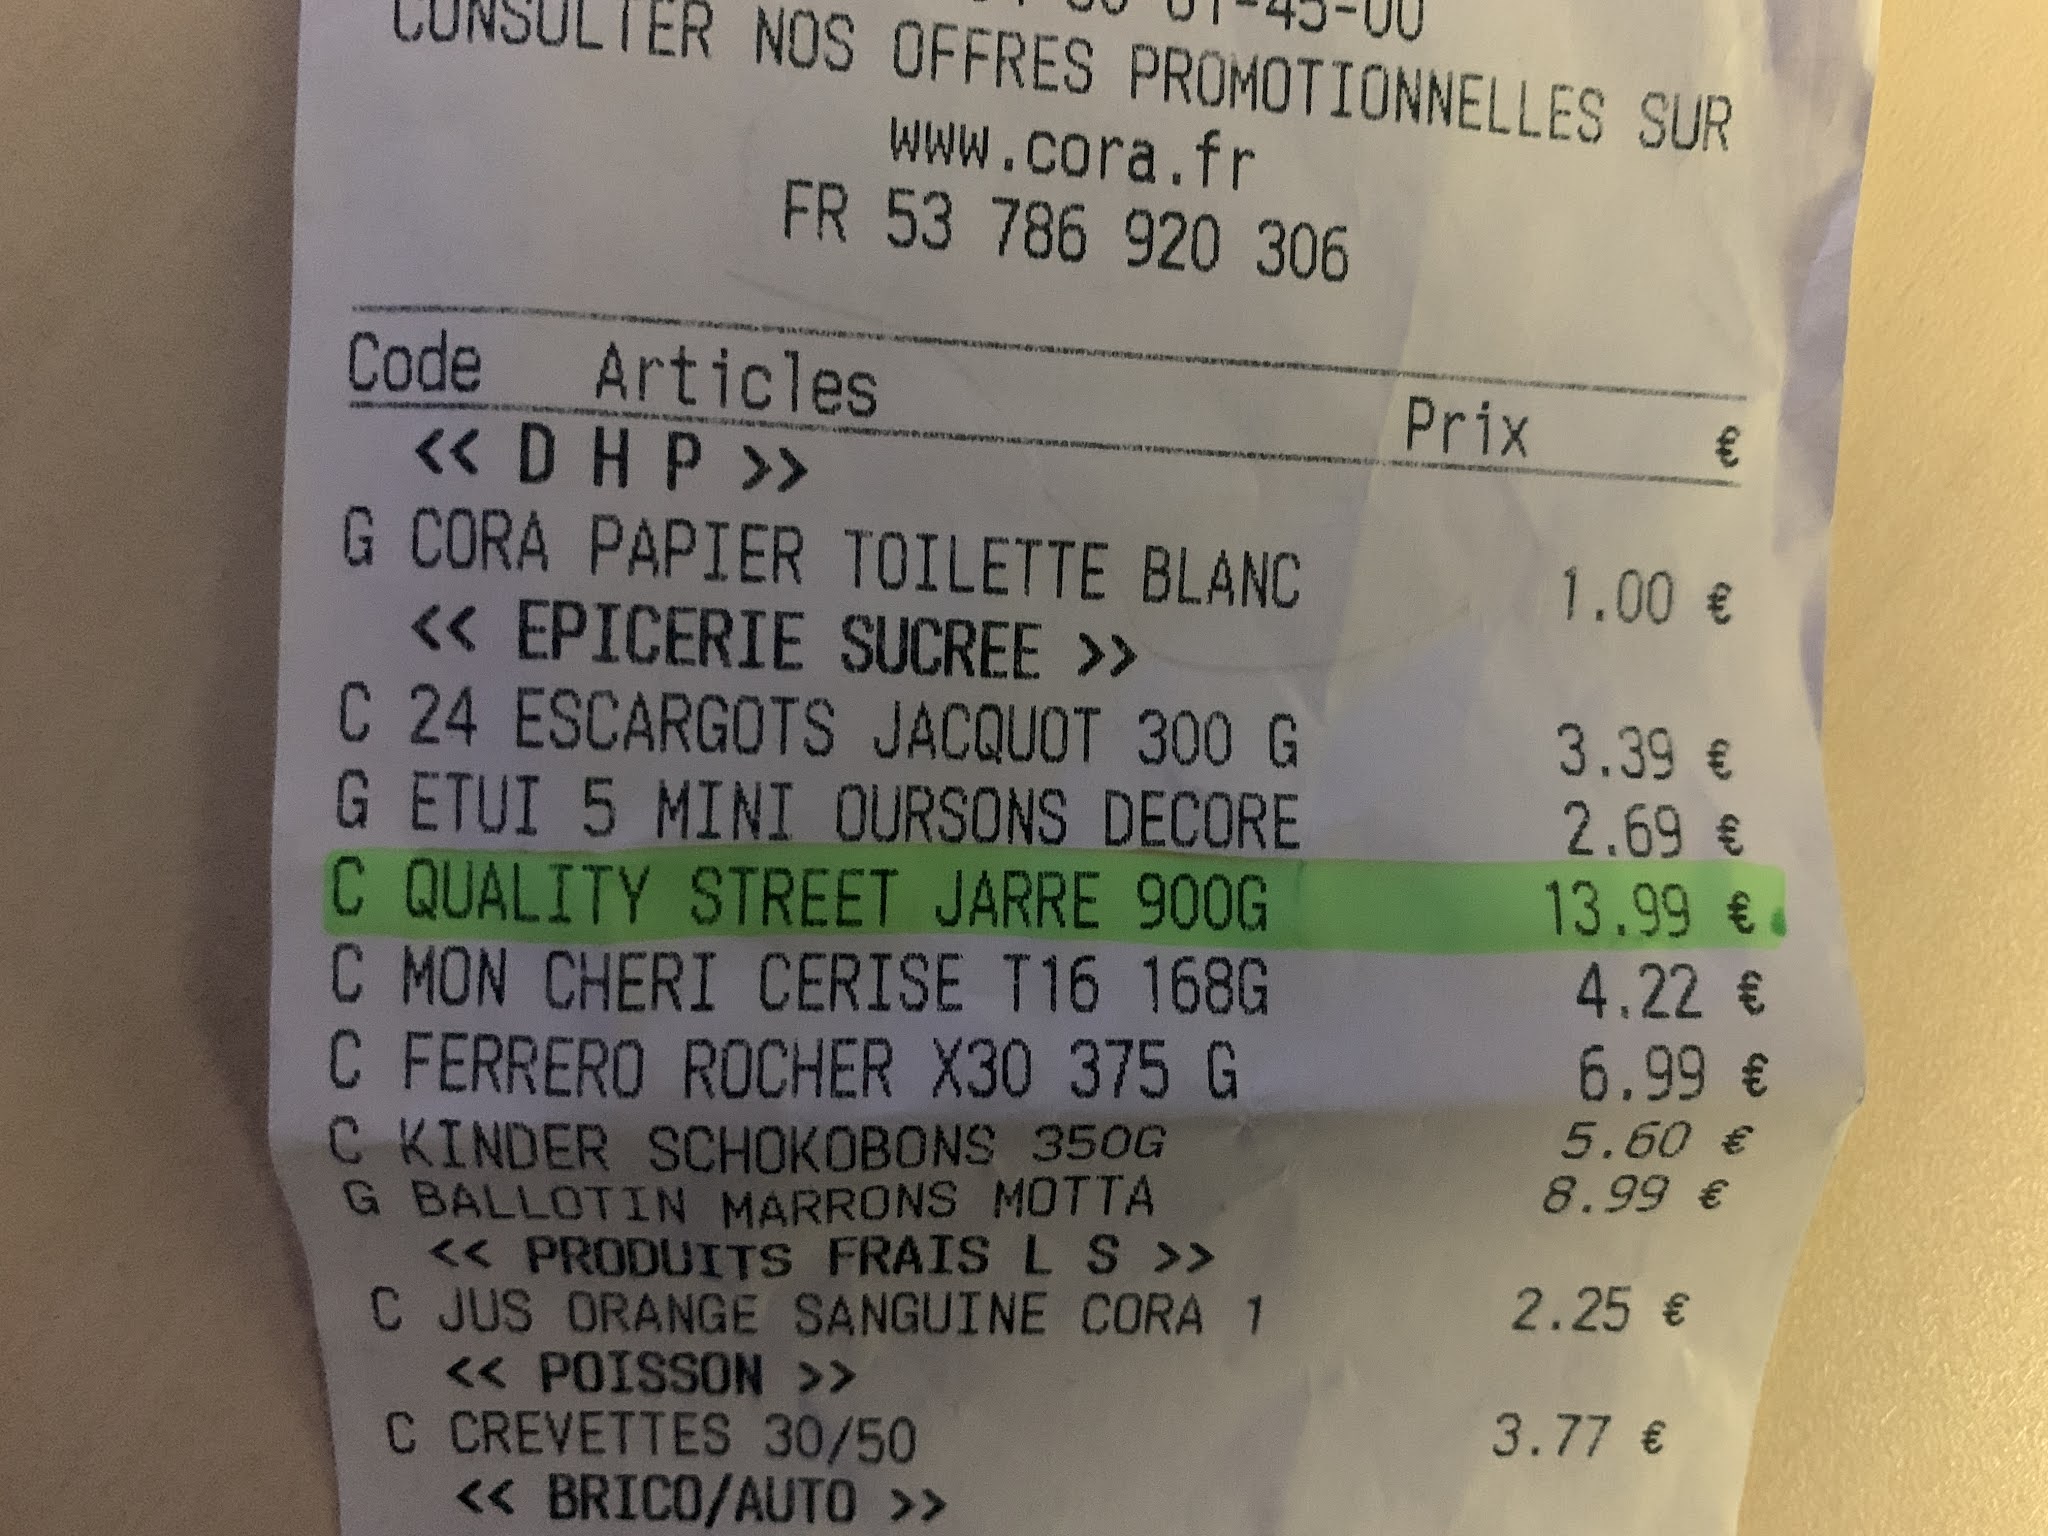 CONSULTER NOS OFFRES PROMOTIONNELLES SUR
www.cora.fr
FR 53 786 920 306
Code Articles Prix €
<< D H P >>
G CORA PAPIER TOILETTE BLANC 1.00 €
<< EPICERIE SUCREE >>
C 24 ESCARGOTS JACQUOT 300 G 3.39 €
G ETUI 5 MINI OURSONS DECORE 2.69 €
C QUALITY STREET JARRE 900G 13.99 €
C MON CHERI CERISE T16 168G 4.22 €
C FERRERO ROCHER X30 375 G 6.99 €
C KINDER SCHOKOBONS 350G 5.60 €
G BALLOTIN MARRONS MOTTA 8.99 €
<< PRODUITS FRAIS L S >>
C JUS ORANGE SANGUINE CORA 1 2.25 €
<< POISSON >>
C CREVETTES 30/50 3.77 €
<< BRICO/AUTO >>